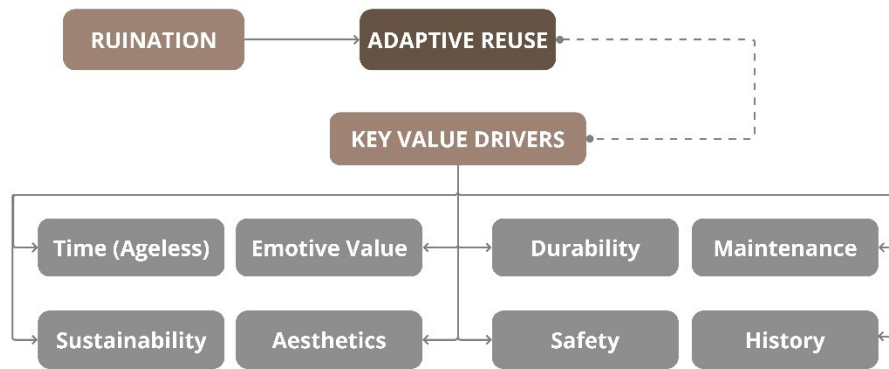 RUINATION
ADAPTIVE REUSE
KEY VALUE DRIVERS
Time (Ageless)
Emotive Value
Durability
Maintenance
Sustainability
Aesthetics
Safety
History